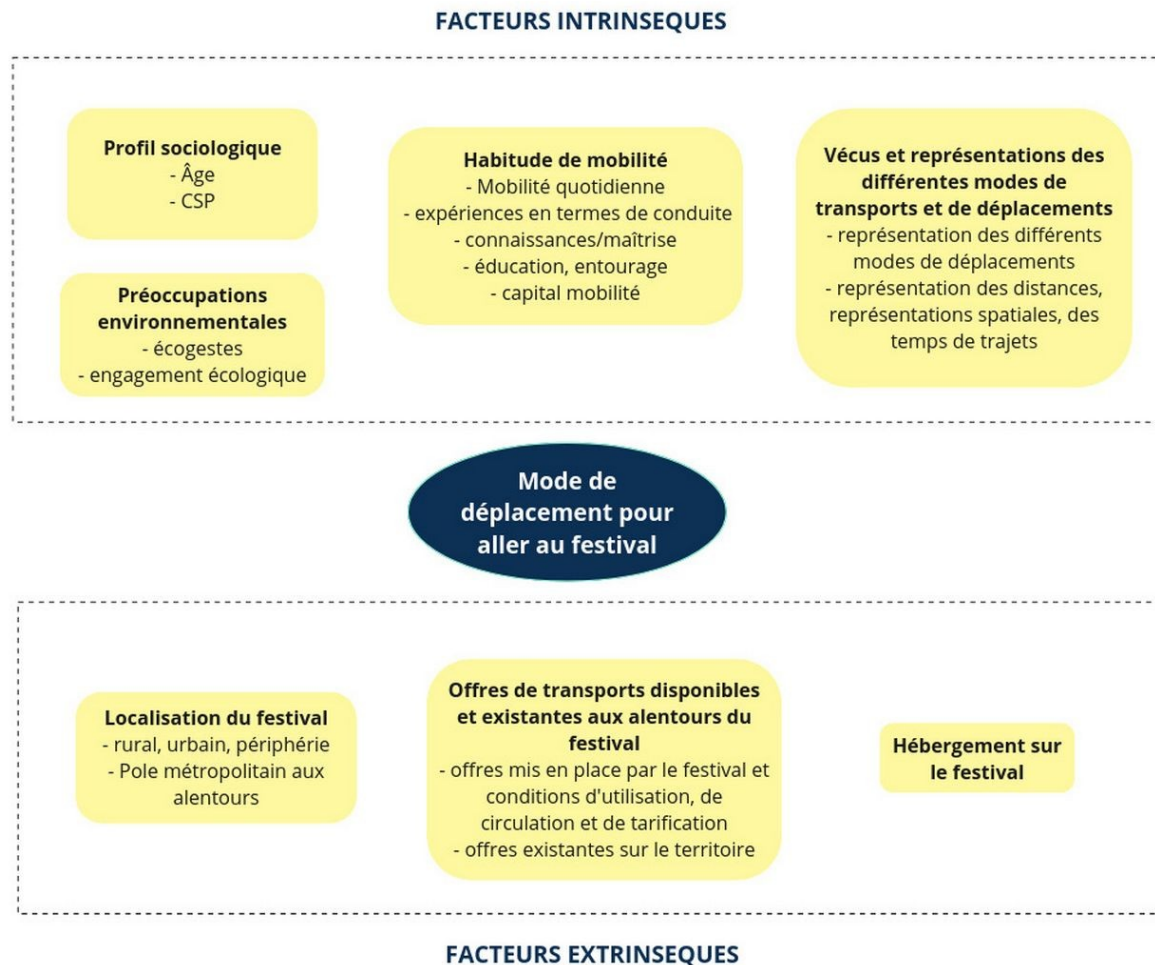 FACTEURS INTRINSEQUES
Profil sociologique
- Âge
- CSP
Préoccupations
environnementales
- écogestes
- engagement écologique
Habitude de mobilité
- Mobilité quotidienne
- expériences en termes de conduite
- connaissances/maîtrise
- éducation, entourage
- capital mobilité
Vécus et représentations des
différentes modes de
transports et de déplacements
- représentation des différents
modes de déplacements
- représentation des distances,
représentations spatiales, des
temps de trajets
Mode de
déplacement pour
aller au festival
Localisation du festival
- rural, urbain, périphérie
- Pole métropolitain aux
alentours
Offres de transports disponibles
et existantes aux alentours du
festival
- offres mis en place par le festival et
conditions d'utilisation, de
circulation et de tarification
- offres existantes sur le territoire
Hébergement sur
le festival
FACTEURS EXTRINSEQUES